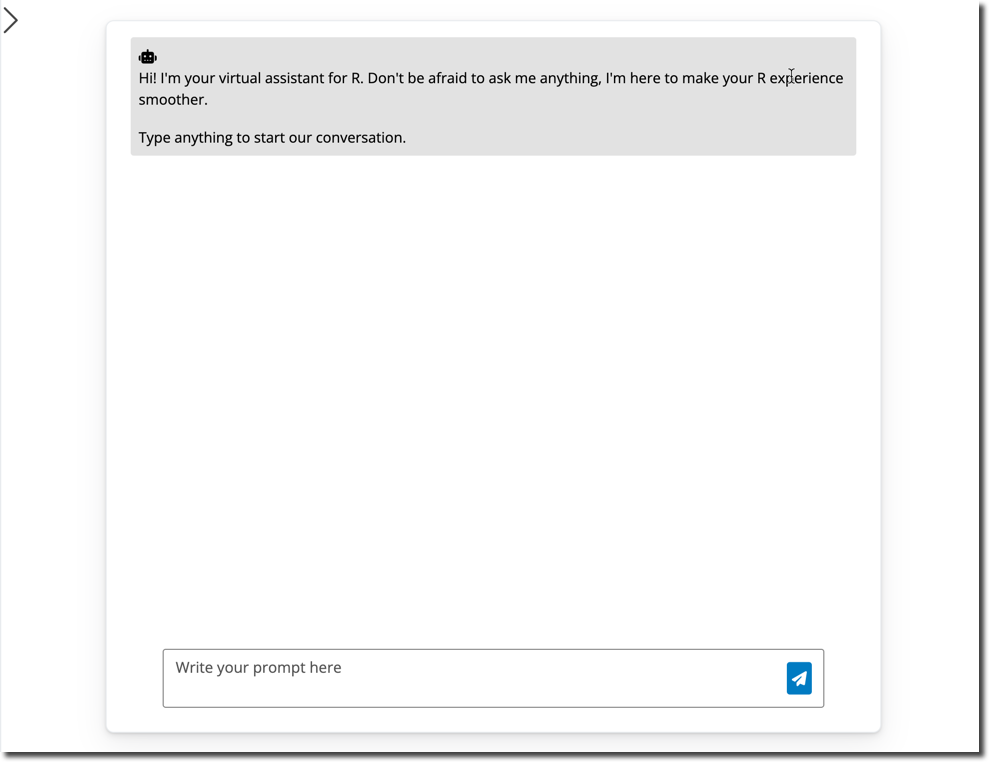 Hi! I'm your virtual assistant for R. Don't be afraid to ask me anything, I'm here to make your R experience
smoother.
Type anything to start our conversation.
Write your prompt here